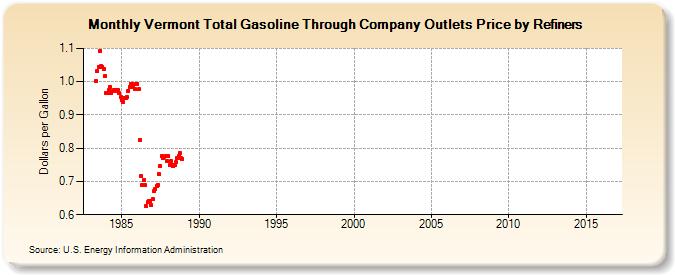 Monthly Vermont Total Gasoline Through Company Outlets Price by Refiners
Dollars per Gallon
1.1
1.0
0.9
0.8
0.7
0.6
1985 1990 1995 2000 2005 2010 2015
Source: U.S. Energy Information Administration